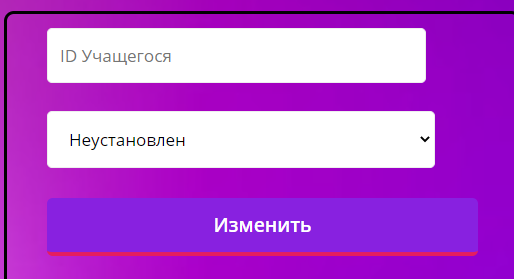 ID Учащегося
Неустановлен
Изменить